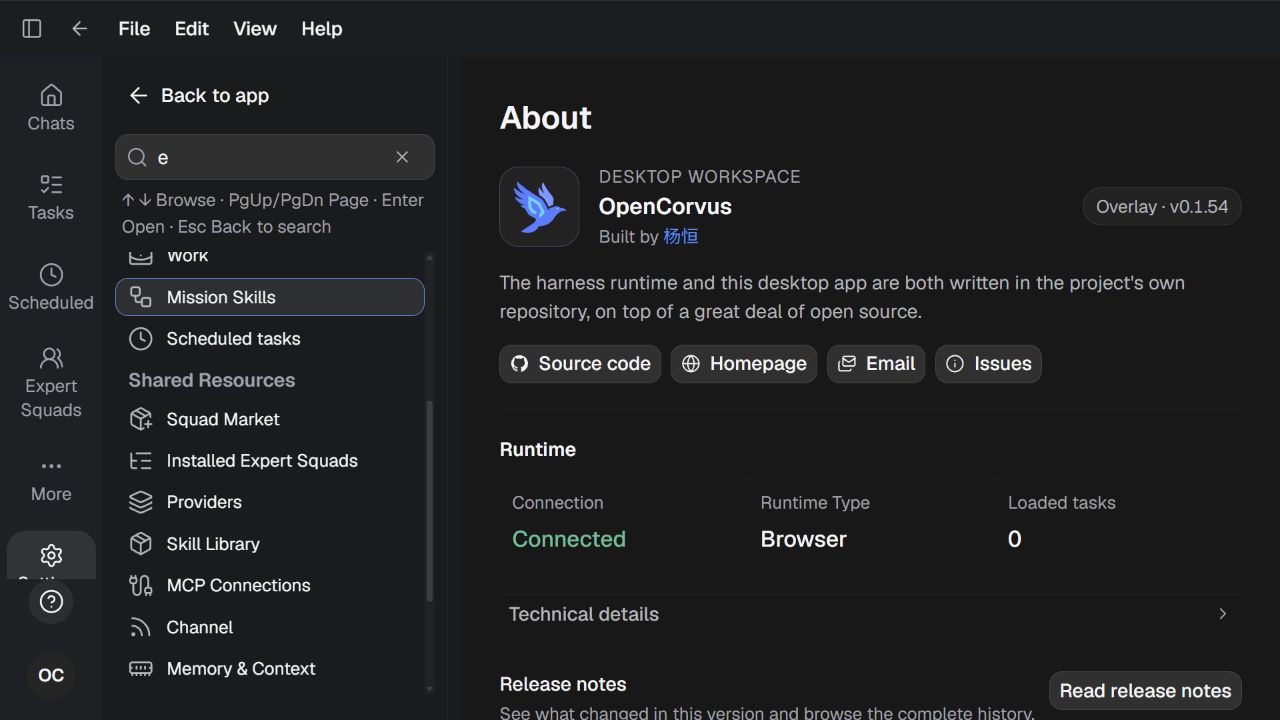 File Edit View Help
Chats
Tasks
Scheduled
Expert
Squads
More
OC
Back to app
e
↑↓ Browse · PgUp/PgDn Page · Enter
Open · Esc Back to search
Work
Mission Skills
Scheduled tasks
Shared Resources
Squad Market
Installed Expert Squads
Providers
Skill Library
MCP Connections
Channel
Memory & Context
About
DESKTOP WORKSPACE
OpenCorvus
Built by 杨恒
Overlay · v0.1.54
The harness runtime and this desktop app are both written in the project's own
repository, on top of a great deal of open source.
Source code Homepage Email Issues
Runtime
Connection Runtime Type Loaded tasks
Connected Browser 0
Technical details
Release notes
Read release notes
See what changed in this version and browse the complete history.